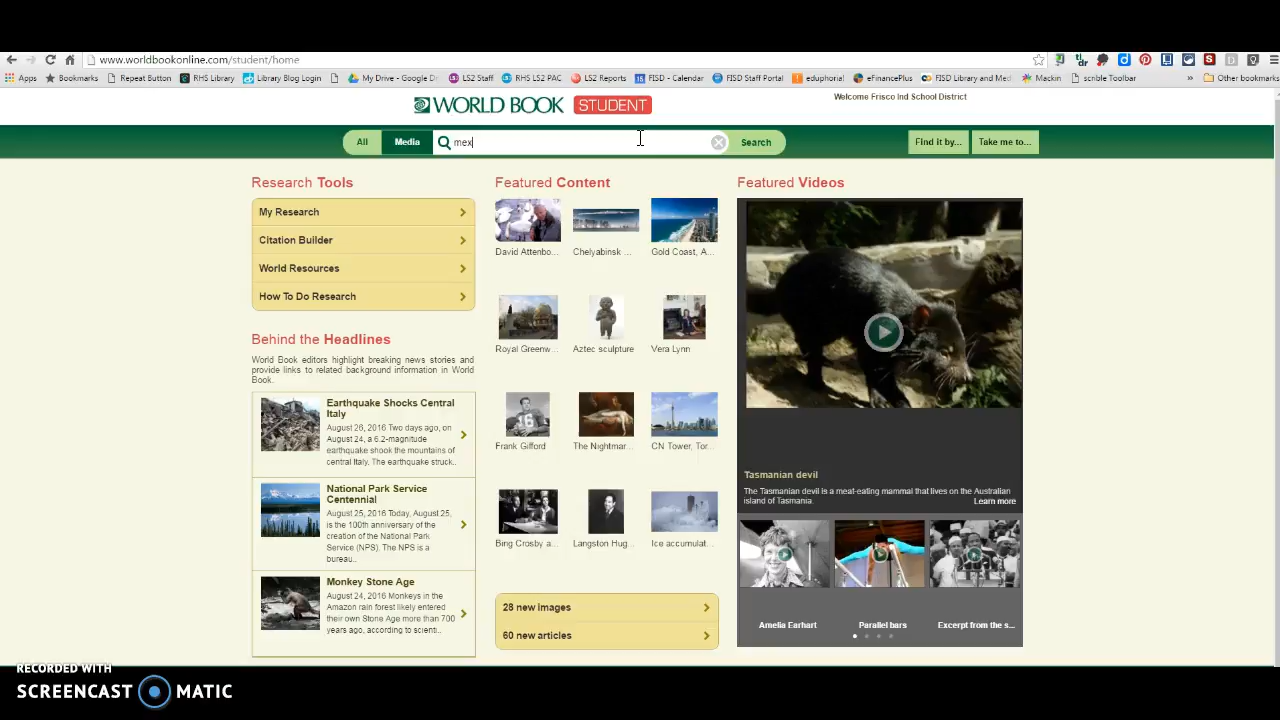 www.worldbookonline.com/student/home
Apps
Bookmarks
Repeat Button
RHS Library
Library Blog Login
My Drive - Google D
LS2 Staff
RHS LS2 PAC
LS2 Reports
FISD - Calendar
FISD Staff Portal
eduphorial
eFinancePlus
FISD Library and Med
Mackin
scrible Toolbar
»
Other bookmarks
WORLD BOOK STUDENT
Welcome Frisco Ind School District
All
Media
mex
Search
Find it by...
Take me to...
Research Tools
My Research
Citation Builder
World Resources
How To Do Research
Behind the Headlines
World Book editors highlight breaking news stories and
provide links to related background information in World
Book..
Earthquake Shocks Central
Italy
August 26, 2016 Two days ago, on
August 24, a 6.2-magnitude
earthquake shook the mountains of
central Italy. The earthquake struck..
National Park Service
Centennial
August 25, 2016 Today, August 25,
is the 100th anniversary of the
creation of the National Park
Service (NPS). The NPS is a
bureau..
Monkey Stone Age
August 24, 2016 Monkeys in the
Amazon rain forest likely entered
their own Stone Age more than 700
years ago, according to scienti..
Featured Content
David Attenbo...
Chelyabinsk ...
Gold Coast, A...
Royal Greenw...
Aztec sculpture
Vera Lynn
Frank Gifford
The Nightmar...
CN Tower, Tor...
Bing Crosby a...
Langston Hug...
Ice accumulat...
28 new images
60 new articles
Featured Videos
Tasmanian devil
The Tasmanian devil is a meat-eating mammal that lives on the Australian
island of Tasmania.
Learn more
Amelia Earhart
Parallel bars
Excerpt from the s...
RECORDED WITH
SCREENCAST MATIC